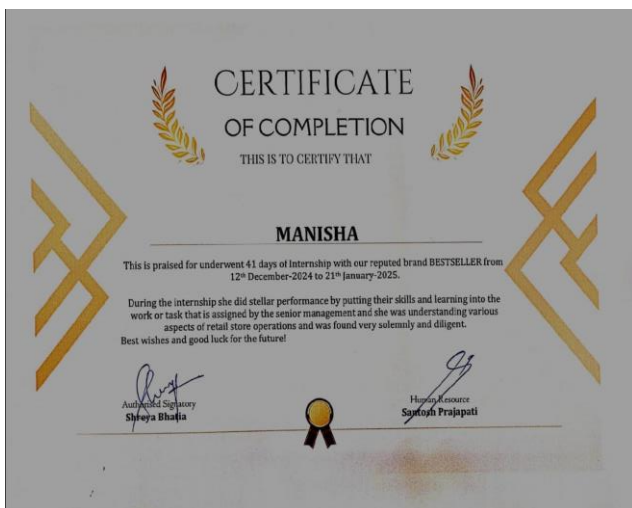 CERTIFICATE
OF COMPLETION
THIS IS TO CERTIFY THAT
MANISHA
This is praised for underwent 41 days of Internship with our reputed brand BESTSELLER from
12th December-2024 to 21th January-2025.
During the internship she did stellar performance by putting their skills and learning into the
work or task that is assigned by the senior management and she was understanding various
aspects of retail store operations and was found very solemnly and diligent.
Best wishes and good luck for the future!
Authorised Signatory
Shreya Bhatia
Human Resource
Santosh Prajapati